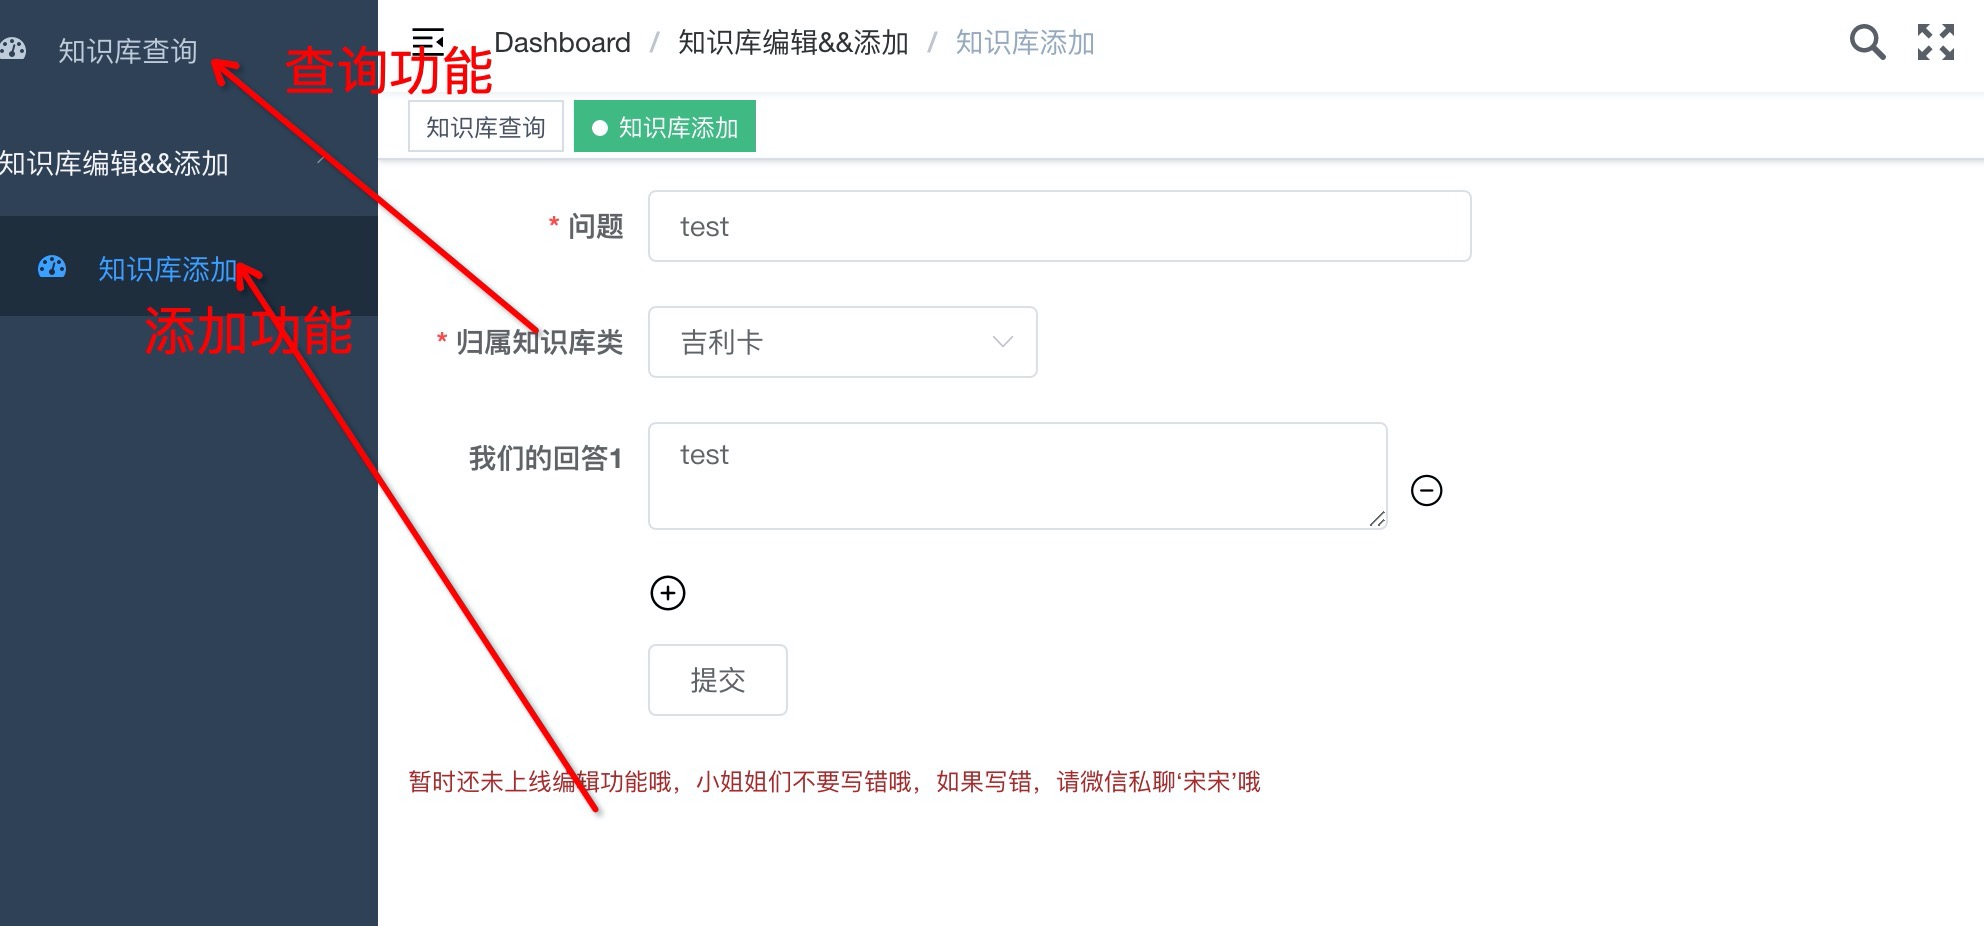 知识库查询
查询功能
Dashboard / 知识库编辑&&添加 / 知识库添加
知识库查询
知识库添加
知识库编辑&&添加
知识库添加
添加功能
* 问题
test
* 归属知识库类
吉利卡
我们的回答1
test
提交
暂时还未上线编辑功能哦，小姐姐们不要写错哦，如果写错，请微信私聊‘宋宋’哦